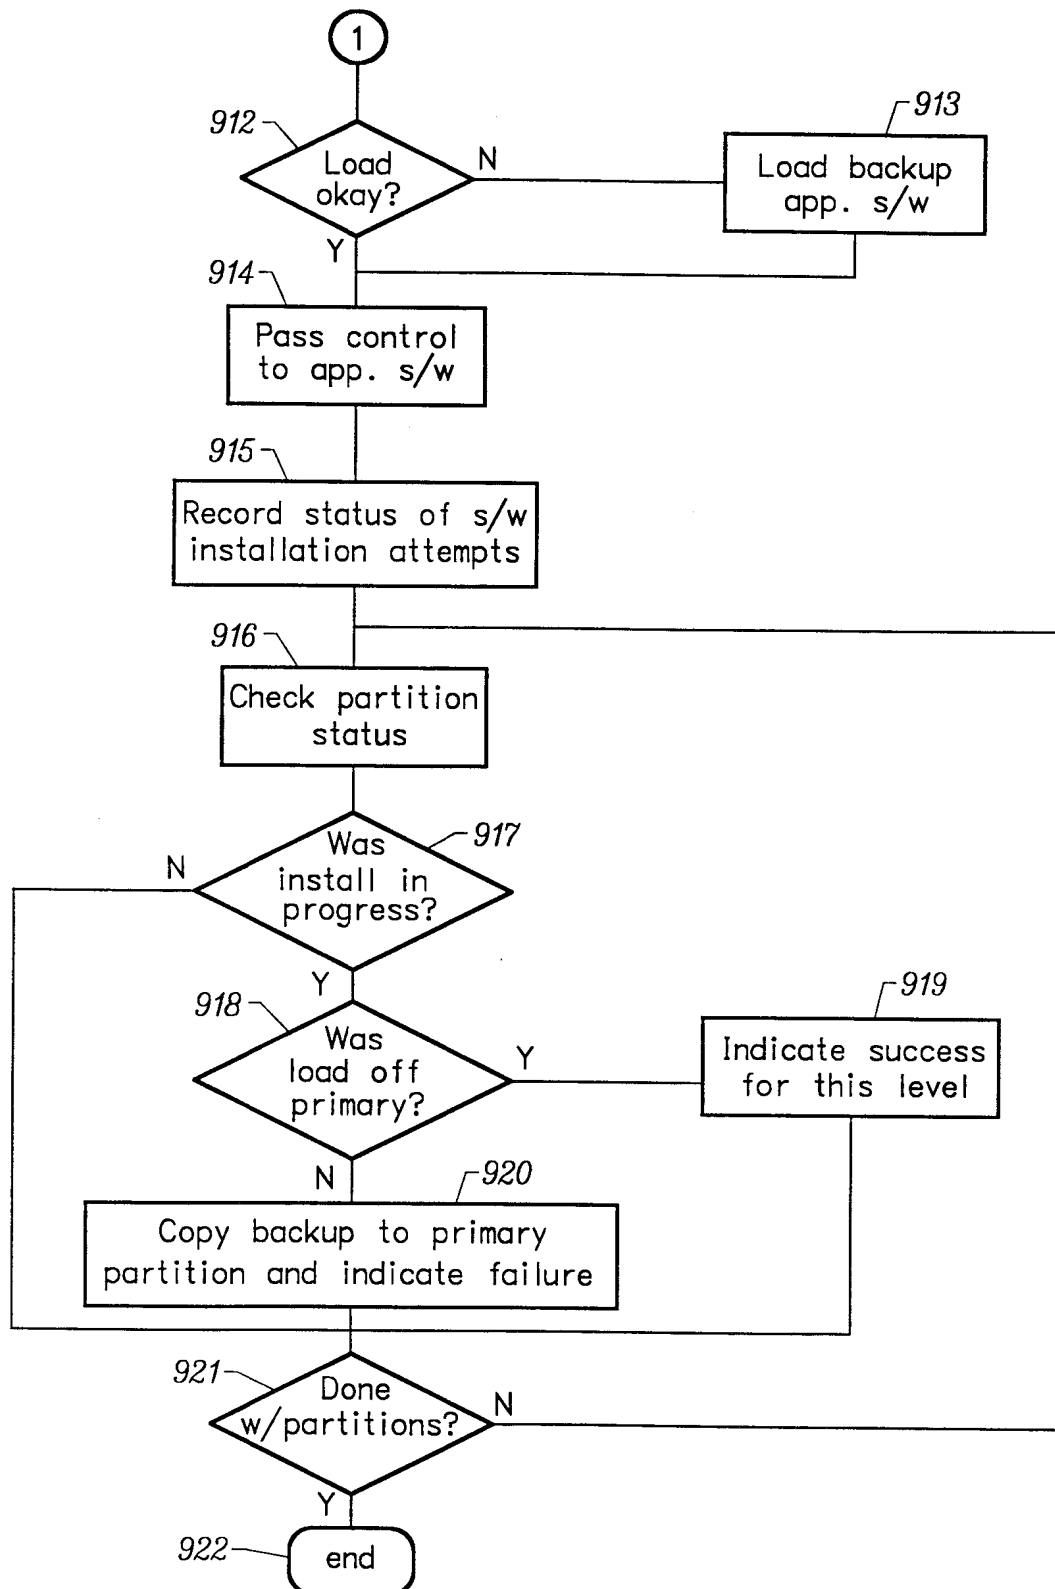 1
912
Load
okay?
N
913
Load backup
app. s/w
Y
914
Pass control
to app. s/w
915
Record status of s/w
installation attempts
916
Check partition
status
917
Was
install in
progress?
N
Y
918
Was
load off
primary?
Y
919
Indicate success
for this level
N
920
Copy backup to primary
partition and indicate failure
921
Done
w/partitions?
N
Y
922
end